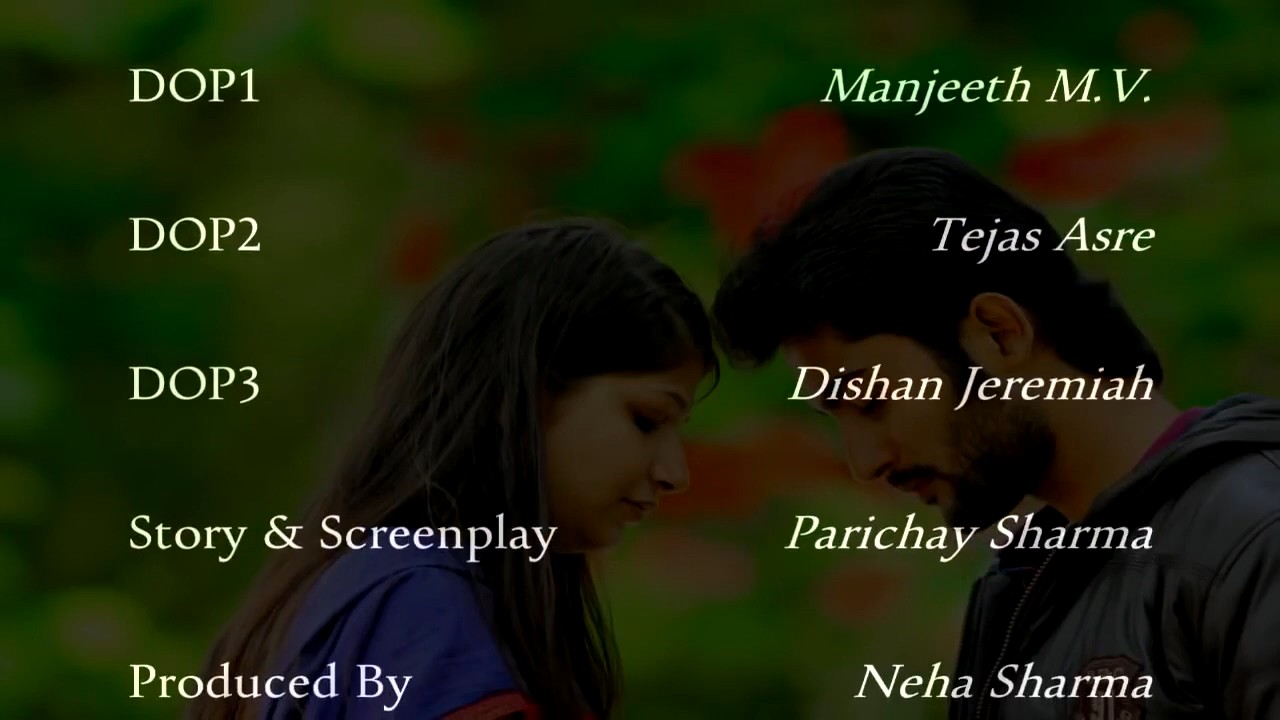 DOP1 Manjeeth M.V.
DOP2 Tejas Asre
DOP3 Dishan Jeremiah
Story & Screenplay Parichay Sharma
Produced By Neha Sharma